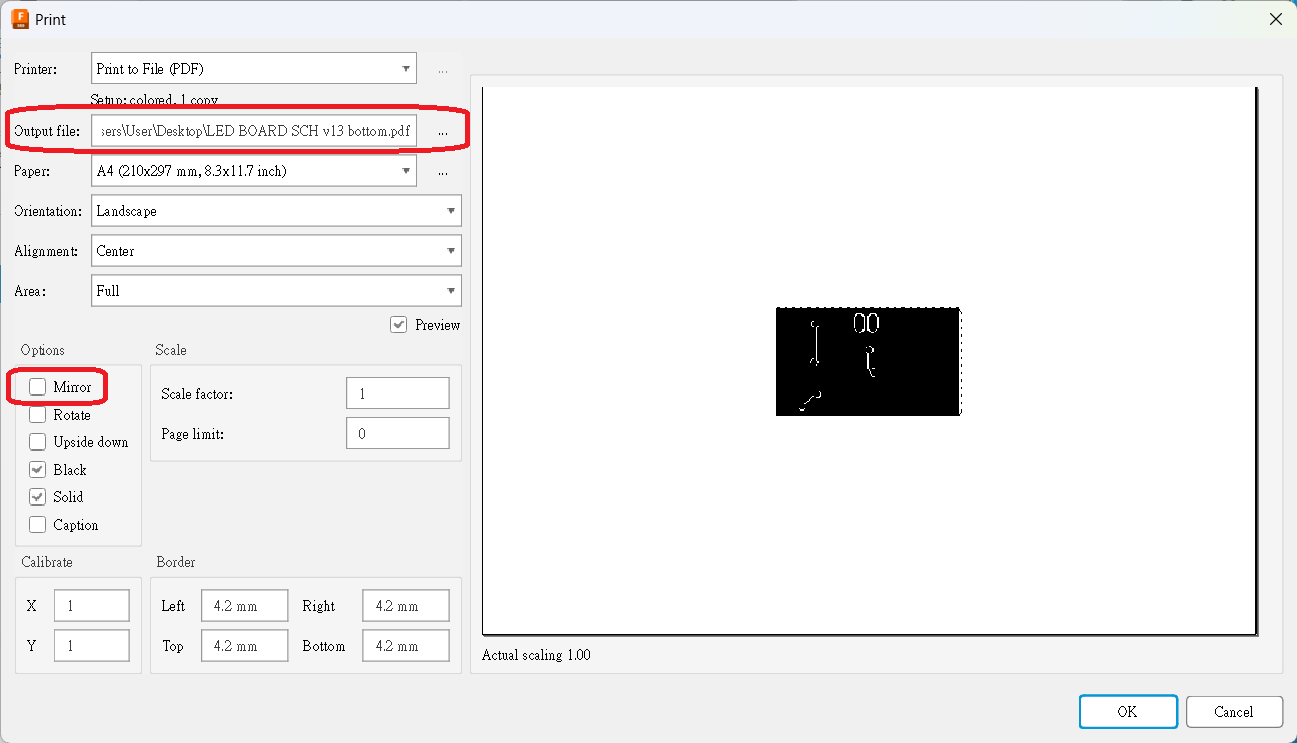 Print
Printer: Print to File (PDF) ...
Setup: colored, 1 copy
Output file: sers\User\Desktop\LED BOARD SCH v13 bottom.pdf ...
Paper: A4 (210x297 mm, 8.3x11.7 inch) ...
Orientation: Landscape
Alignment: Center
Area: Full
Preview
Options Scale
Mirror
Scale factor: 1
Rotate
Page limit: 0
Upside down
Black
Solid
Caption
Calibrate Border
X 1 Left 4.2 mm Right 4.2 mm
Y 1 Top 4.2 mm Bottom 4.2 mm
Actual scaling 1.00
OK Cancel